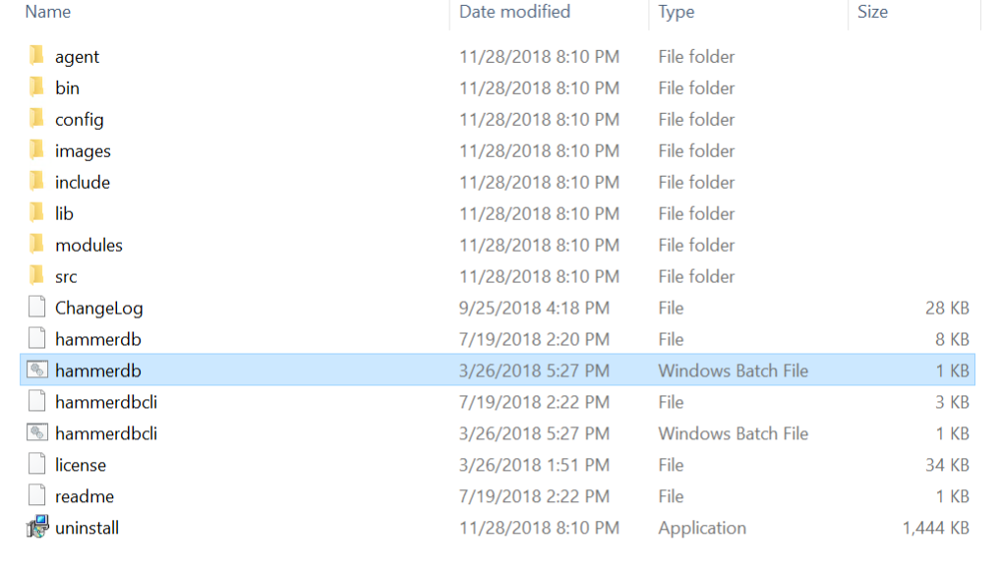 Name Date modified Type Size
agent 11/28/2018 8:10 PM File folder
bin 11/28/2018 8:10 PM File folder
config 11/28/2018 8:10 PM File folder
images 11/28/2018 8:10 PM File folder
include 11/28/2018 8:10 PM File folder
lib 11/28/2018 8:10 PM File folder
modules 11/28/2018 8:10 PM File folder
src 11/28/2018 8:10 PM File folder
ChangeLog 9/25/2018 4:18 PM File 28 KB
hammerdb 7/19/2018 2:20 PM File 8 KB
hammerdb 3/26/2018 5:27 PM Windows Batch File 1 KB
hammerdbcli 7/19/2018 2:22 PM File 3 KB
hammerdbcli 3/26/2018 5:27 PM Windows Batch File 1 KB
license 3/26/2018 1:51 PM File 34 KB
readme 7/19/2018 2:22 PM File 1 KB
uninstall 11/28/2018 8:10 PM Application 1,444 KB